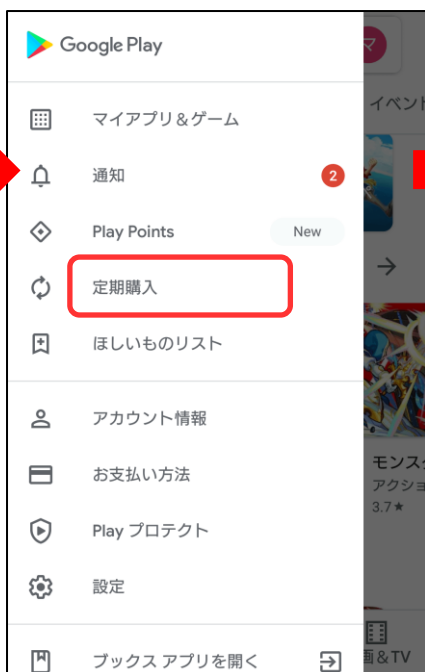 Google Play
マ
マイアプリ＆ゲーム
イベント
通知
2
Play Points
New
定期購入
ほしいものリスト
アカウント情報
お支払い方法
モンス
アクショ
3.7★
Play プロテクト
設定
ブックス アプリを開く
画＆TV